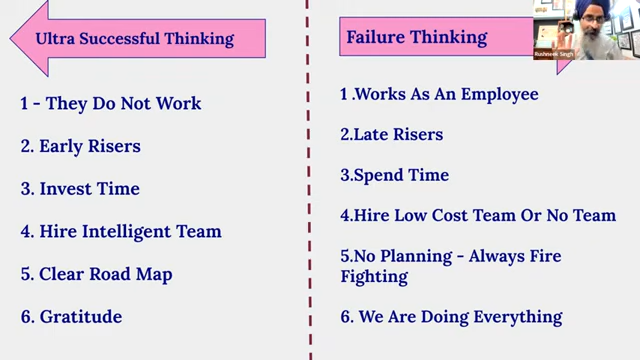 Ultra Successful Thinking
1 - They Do Not Work
2. Early Risers
3. Invest Time
4. Hire Intelligent Team
5. Clear Road Map
6. Gratitude
Failure Thinking
1 .Works As An Employee
2.Late Risers
3.Spend Time
4.Hire Low Cost Team Or No Team
5.No Planning - Always Fire
Fighting
6. We Are Doing Everything
Rushneek Singh